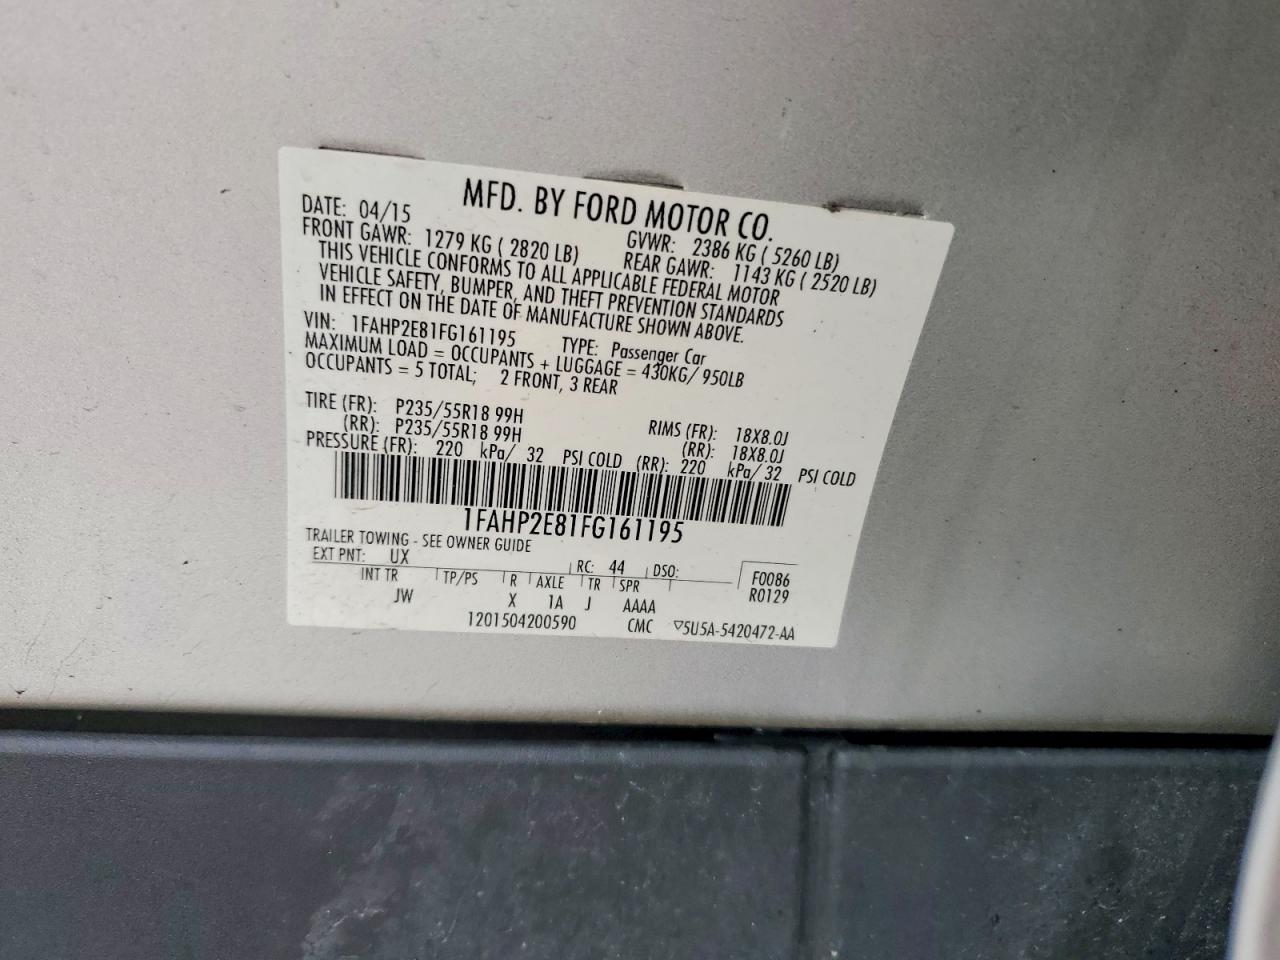 MFD. BY FORD MOTOR CO.
DATE: 04/15 GVWR: 2386 KG ( 5260 LB)
FRONT GAWR: 1279 KG ( 2820 LB) REAR GAWR: 1143 KG ( 2520 LB)
THIS VEHICLE CONFORMS TO ALL APPLICABLE FEDERAL MOTOR
VEHICLE SAFETY, BUMPER, AND THEFT PREVENTION STANDARDS
IN EFFECT ON THE DATE OF MANUFACTURE SHOWN ABOVE.
VIN: 1FAHP2E81FG161195 TYPE: Passenger Car
MAXIMUM LOAD = OCCUPANTS + LUGGAGE = 430KG/ 950LB
OCCUPANTS = 5 TOTAL; 2 FRONT, 3 REAR
TIRE (FR): P235/55R18 99H RIMS (FR): 18X8.0J
(RR): P235/55R18 99H (RR): 18X8.0J
PRESSURE (FR): 220 kPa/ 32 PSI COLD (RR): 220 kPa/ 32 PSI COLD
1FAHP2E81FG161195
TRAILER TOWING - SEE OWNER GUIDE
EXT PNT: UX RC: 44 DSO: F0086
INT TR TP/PS R AXLE TR SPR R0129
JW X 1A J AAAA
1201504200590 CMC ▽5U5A-5420472-AA